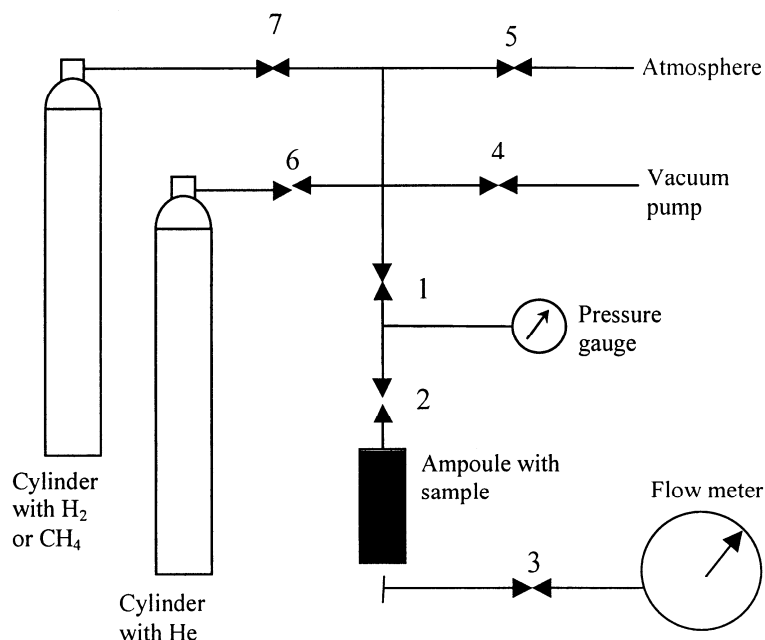 7
5
Atmosphere
6
4
Vacuum
pump
1
Pressure
gauge
2
Ampoule with
sample
Cylinder
with H₂
or CH₄
Flow meter
3
Cylinder
with He